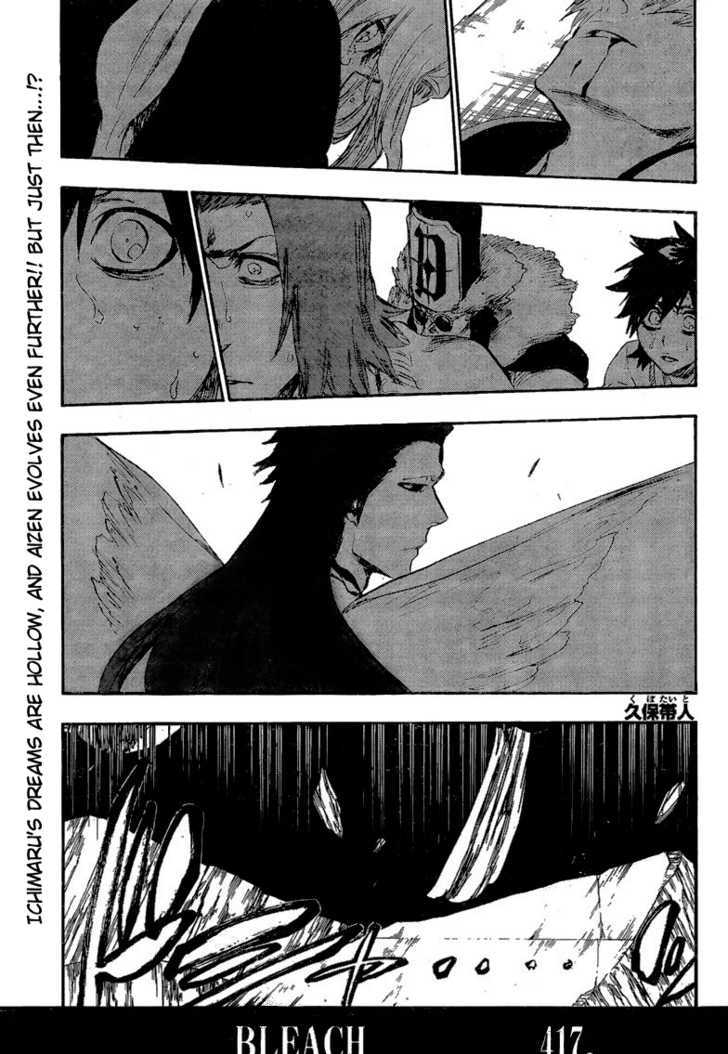 ICHIMARU'S DREAMS ARE HOLLOW, AND AIZEN EVOLVES EVEN FURTHER!! BUT JUST THEN...!?
D
くぼたいと
久保帯人
BLEACH 417.